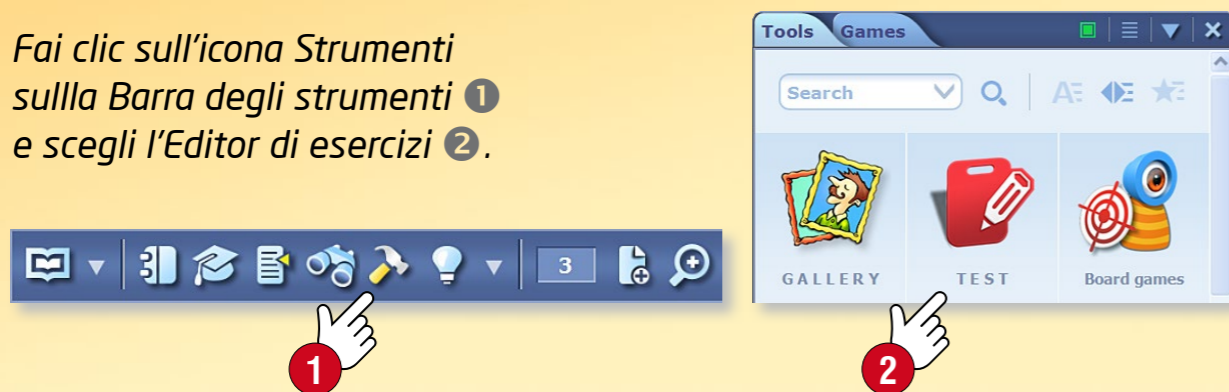 Fai clic sull'icona Strumenti
sullla Barra degli strumenti ❶
e scegli l'Editor di esercizi ❷.
Tools Games
Search
GALLERY TEST Board games
3
1
2